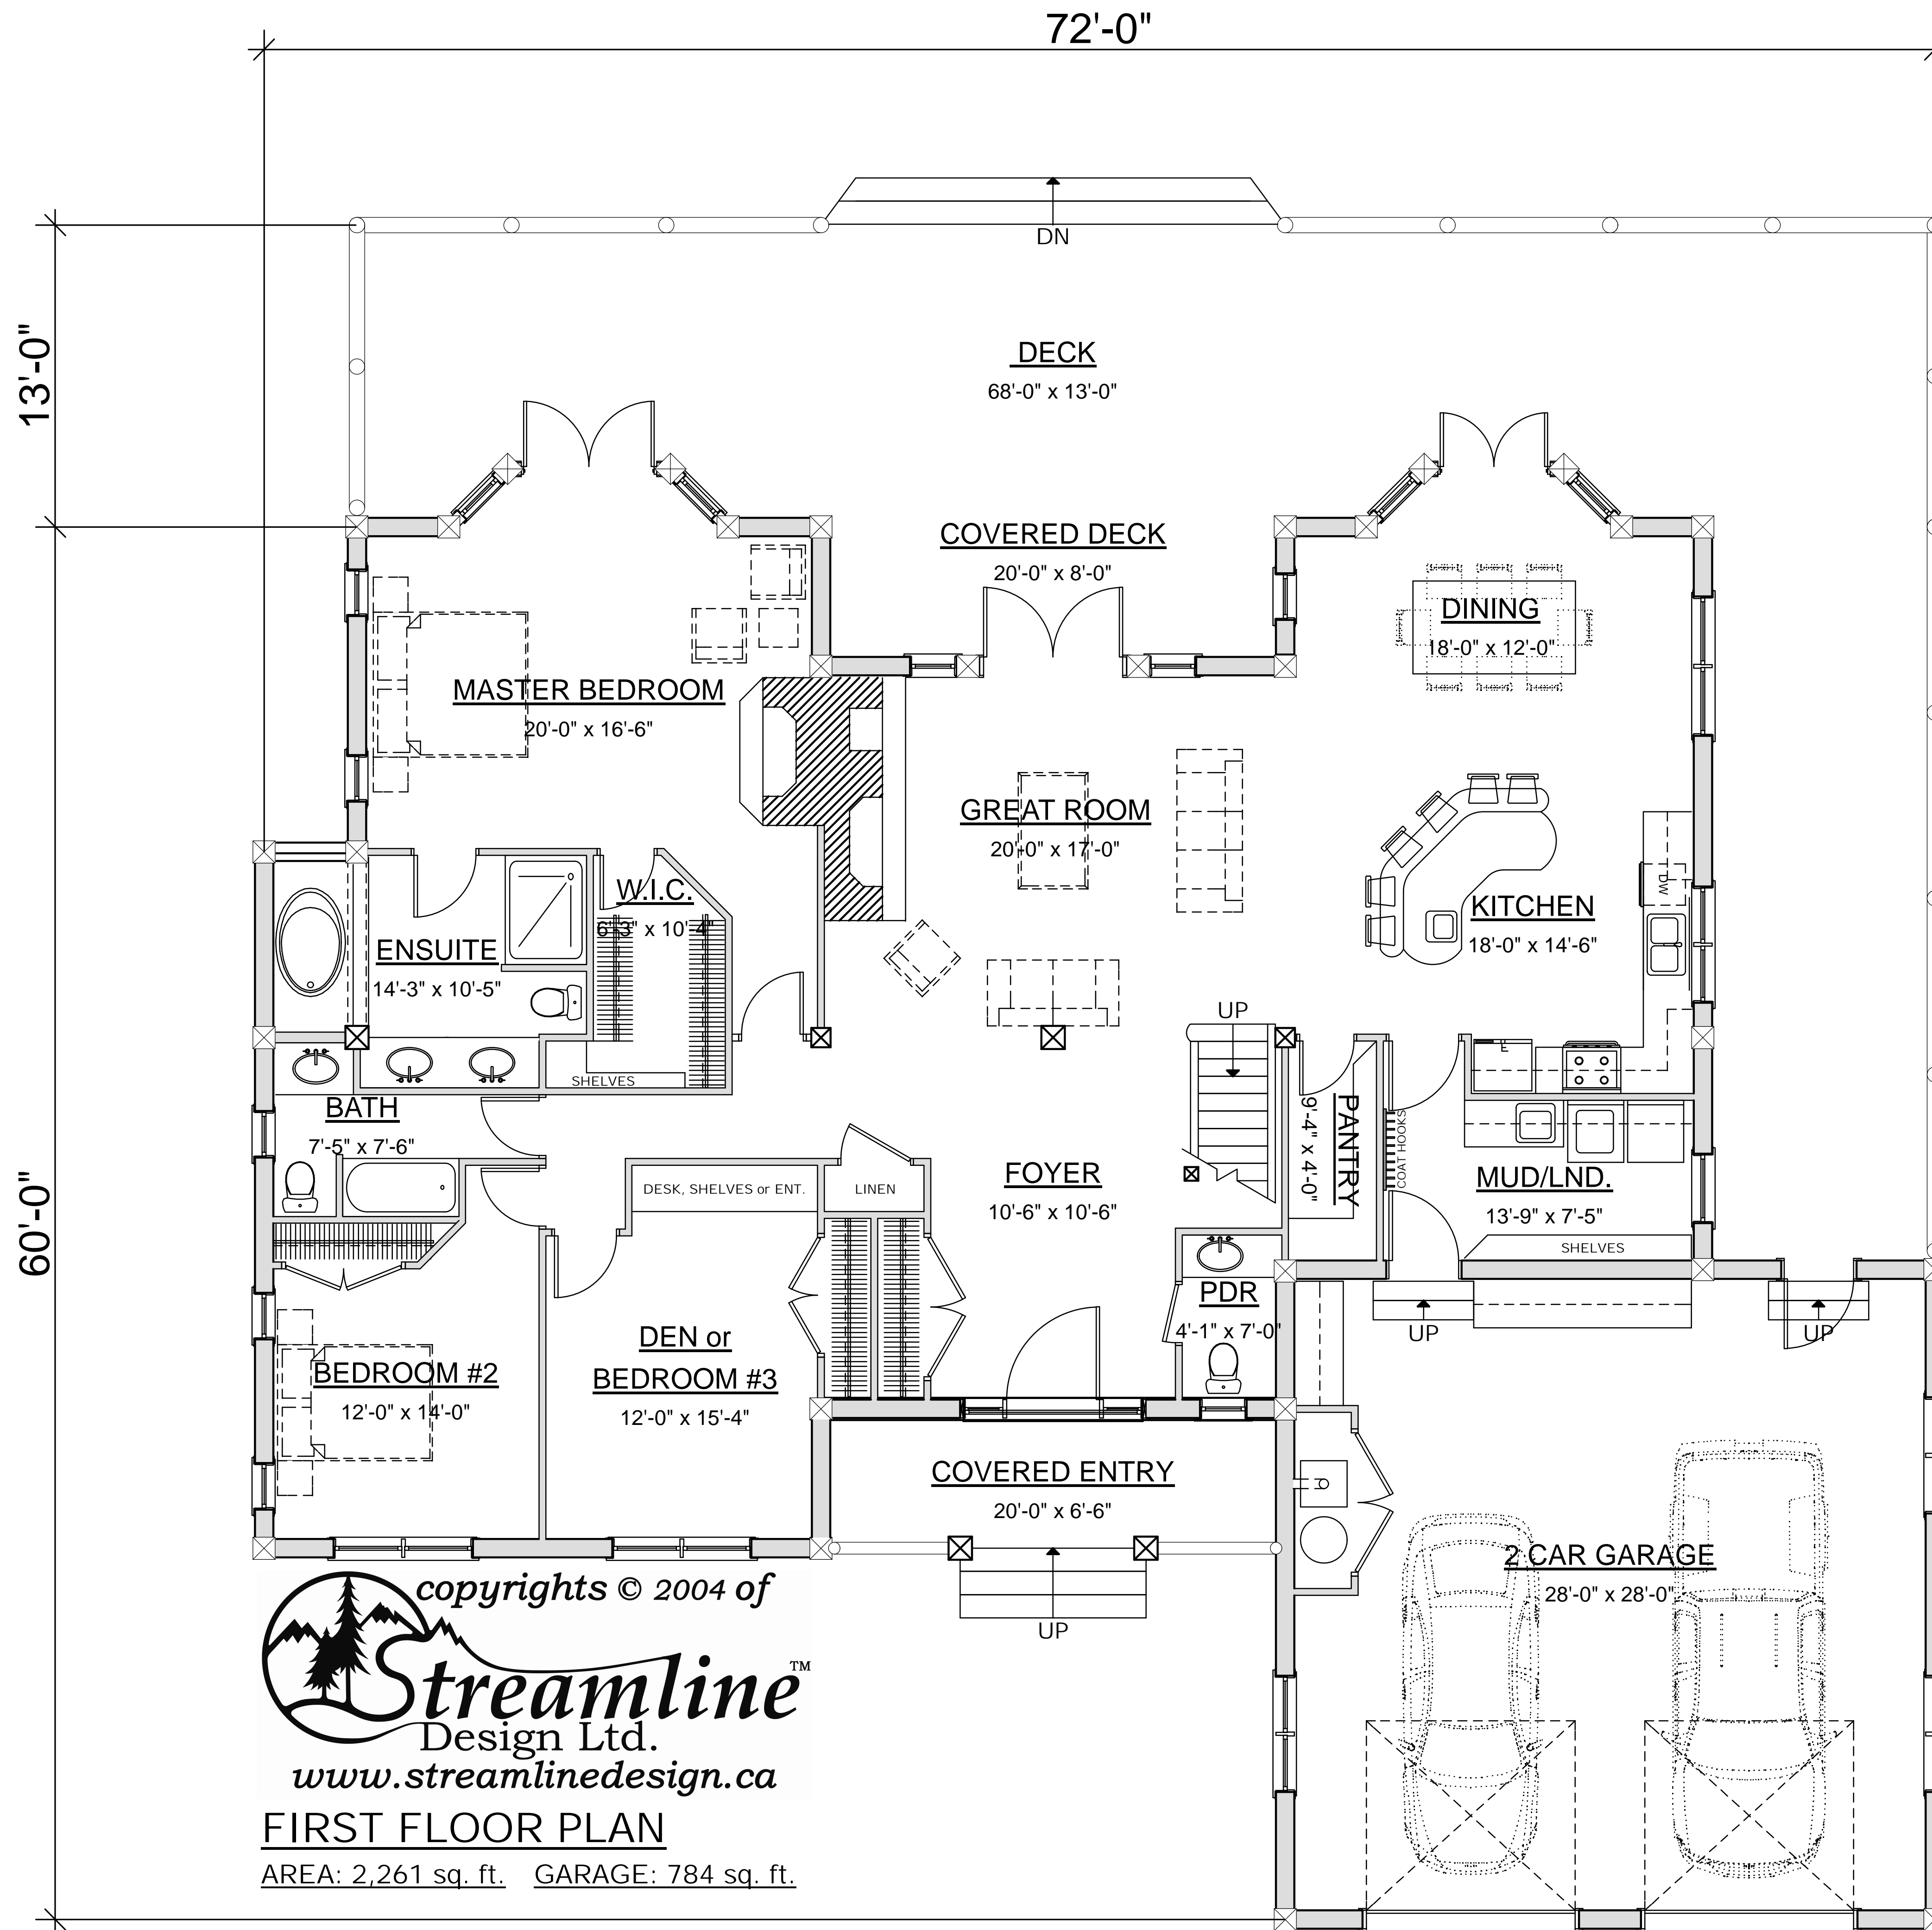 72'-0"
DN
13'-0"
DECK
68'-0" x 13'-0"
COVERED DECK
20'-0" x 8'-0"
DINING
18'-0" x 12'-0"
MASTER BEDROOM
20'-0" x 16'-6"
GREAT ROOM
20'-0" x 17'-0"
W.I.C.
6'-3" x 10'-4"
DW
KITCHEN
18'-0" x 14'-6"
ENSUITE
14'-3" x 10'-5"
UP
SHELVES
BATH
7'-5" x 7'-6"
PANTRY
9'-4" x 4'-0"
COAT HOOKS
60'-0"
DESK, SHELVES or ENT.
LINEN
FOYER
10'-6" x 10'-6"
MUD/LND.
13'-9" x 7'-5"
SHELVES
PDR
4'-1" x 7'-0"
UP
UP
DEN or
BEDROOM #3
12'-0" x 15'-4"
BEDROOM #2
12'-0" x 14'-0"
COVERED ENTRY
20'-0" x 6'-6"
UP
2 CAR GARAGE
28'-0" x 28'-0"
copyrights © 2004 of
Streamline™
Design Ltd.
www.streamlinedesign.ca
FIRST FLOOR PLAN
AREA: 2,261 sq. ft. GARAGE: 784 sq. ft.